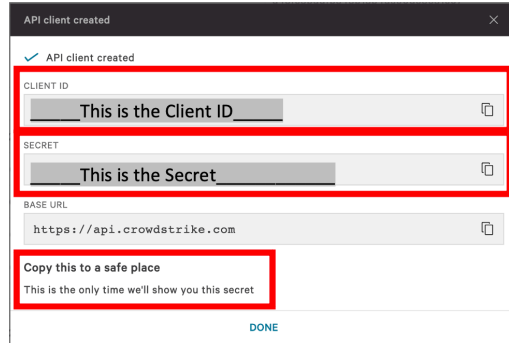 API client created
API client created
CLIENT ID
_____This is the Client ID_____
SECRET
_____This is the Secret____________
BASE URL
https://api.crowdstrike.com
Copy this to a safe place
This is the only time we'll show you this secret
DONE